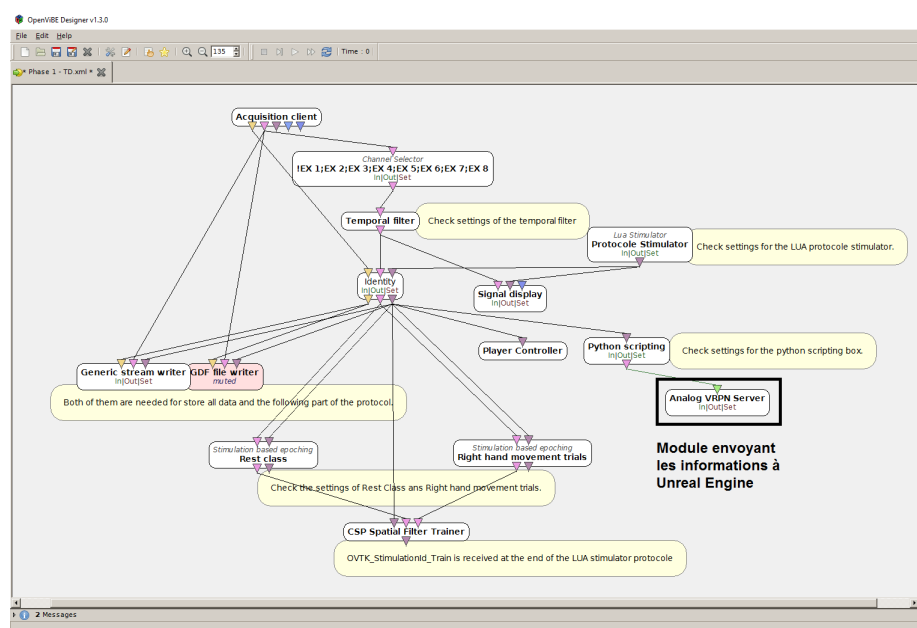 OpenViBE Designer v1.3.0
File Edit Help
135
Time : 0
* Phase 1 - TD.xml *
Acquisition client
Channel Selector
!EX 1;EX 2;EX 3;EX 4;EX 5;EX 6;EX 7;EX 8
In|Out|Set
Temporal filter
Check settings of the temporal filter
Lua Stimulator
Protocole Stimulator
In|Out|Set
Check settings for the LUA protocole stimulator.
Identity
In|Out|Set
Signal display
In|Out|Set
Player Controller
Python scripting
In|Out|Set
Check settings for the python scripting box.
Generic stream writer
In|Out|Set
GDF file writer
muted
Analog VRPN Server
In|Out|Set
Both of them are needed for store all data and the following part of the protocol.
Module envoyant
les informations à
Unreal Engine
Stimulation based epoching
Rest class
Stimulation based epoching
Right hand movement trials
Check the settings of Rest Class ans Right hand movement trials.
CSP Spatial Filter Trainer
OVTK_StimulationId_Train is received at the end of the LUA stimulator protocole
2 Messages